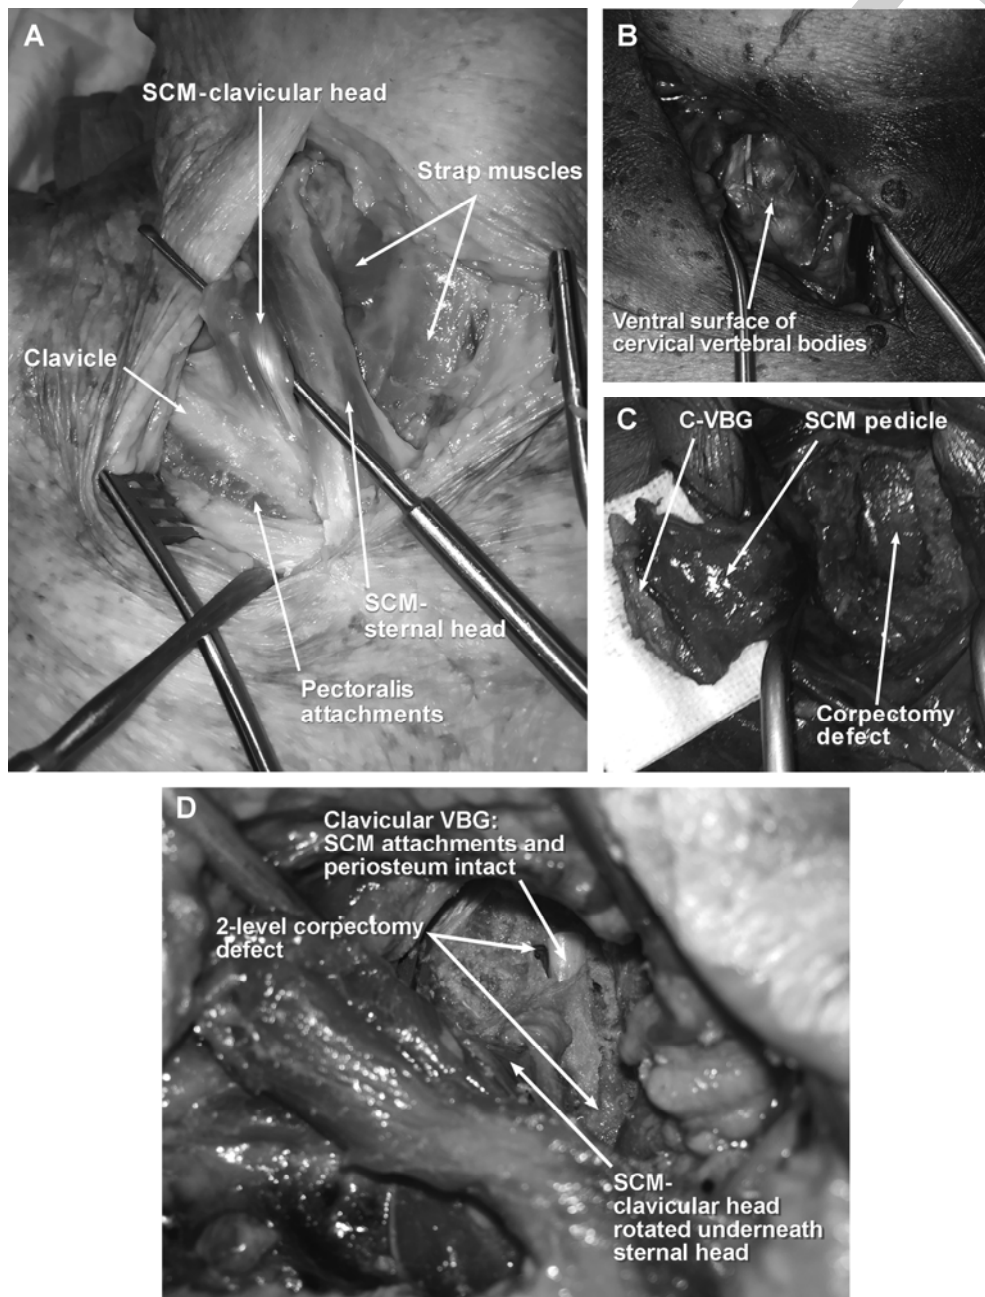 A
SCM-clavicular head
Strap muscles
Clavicle
SCM-
sternal head
Pectoralis
attachments
B
Ventral surface of
cervical vertebral bodies
C
C-VBG
SCM pedicle
Corpectomy
defect
D
Clavicular VBG:
SCM attachments and
periosteum intact
2-level corpectomy
defect
SCM-
clavicular head
rotated underneath
sternal head